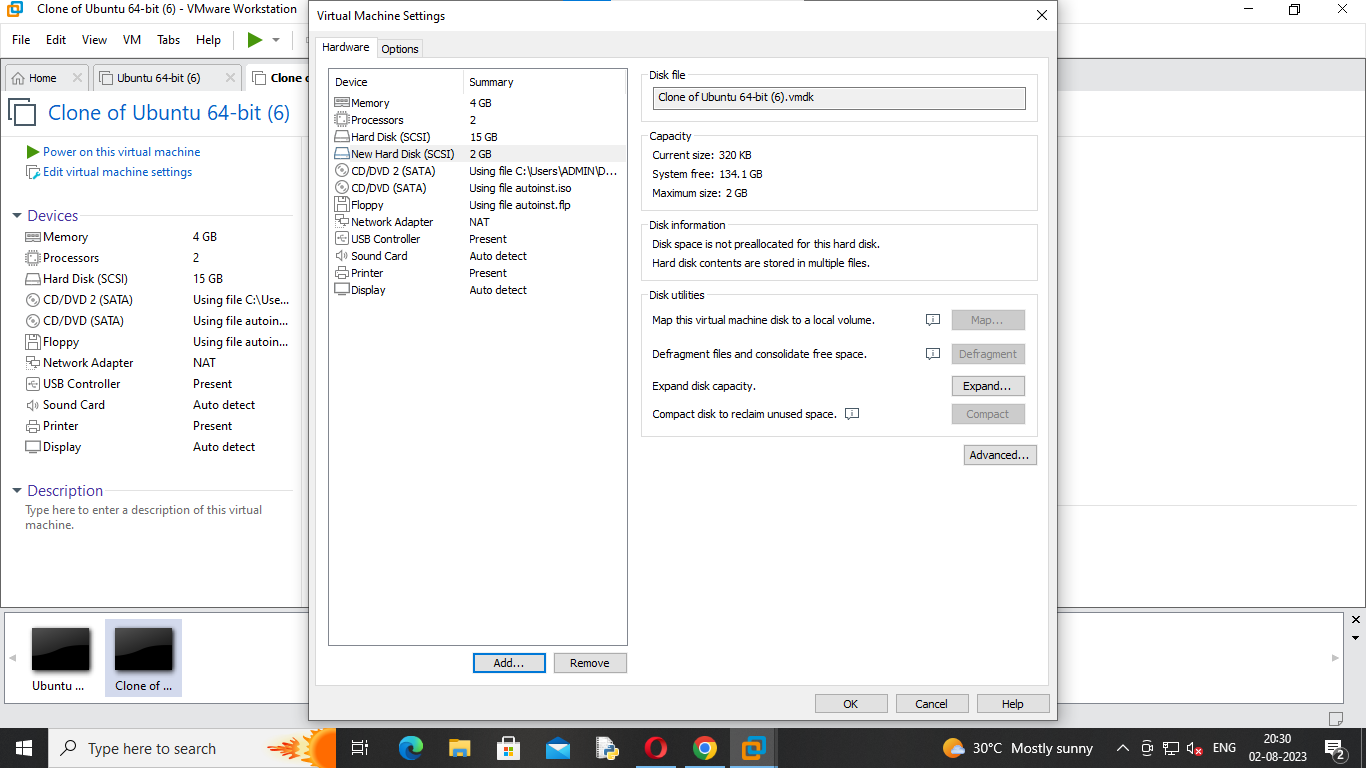 Clone of Ubuntu 64-bit (6) - VMware Workstation
File Edit View VM Tabs Help
Home
Ubuntu 64-bit (6)
Clone o
Clone of Ubuntu 64-bit (6)
Power on this virtual machine
Edit virtual machine settings
Devices
Memory 4 GB
Processors 2
Hard Disk (SCSI) 15 GB
CD/DVD 2 (SATA) Using file C:\Use...
CD/DVD (SATA) Using file autoin...
Floppy Using file autoin...
Network Adapter NAT
USB Controller Present
Sound Card Auto detect
Printer Present
Display Auto detect
Description
Type here to enter a description of this virtual
machine.
Virtual Machine Settings
Hardware Options
Device Summary
Memory 4 GB
Processors 2
Hard Disk (SCSI) 15 GB
New Hard Disk (SCSI) 2 GB
CD/DVD 2 (SATA) Using file C:\Users\ADMIN\D...
CD/DVD (SATA) Using file autoinst.iso
Floppy Using file autoinst.flp
Network Adapter NAT
USB Controller Present
Sound Card Auto detect
Printer Present
Display Auto detect
Add... Remove
Disk file
Clone of Ubuntu 64-bit (6).vmdk
Capacity
Current size: 320 KB
System free: 134.1 GB
Maximum size: 2 GB
Disk information
Disk space is not preallocated for this hard disk.
Hard disk contents are stored in multiple files.
Disk utilities
Map this virtual machine disk to a local volume. Map...
Defragment files and consolidate free space. Defragment
Expand disk capacity. Expand...
Compact disk to reclaim unused space. Compact
Advanced...
OK Cancel Help
Ubuntu ...
Clone of ...
Type here to search
30°C Mostly sunny
ENG
20:30
02-08-2023
2